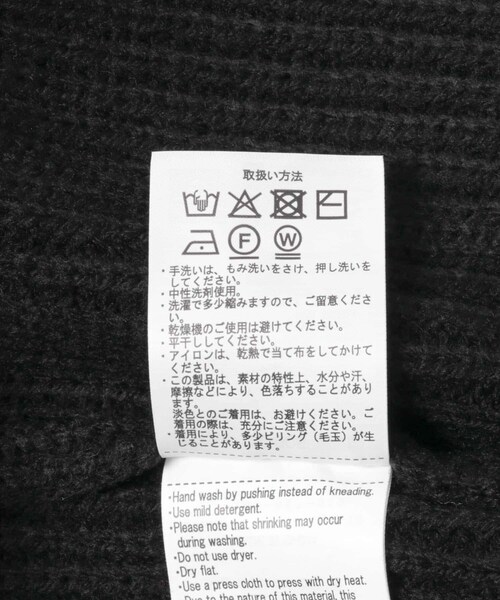 取扱い方法
F W
・手洗いは、もみ洗いをさけ、押し洗いを
してください。
・中性洗剤使用。
・洗濯で多少縮みますので、ご留意くださ
い。
・乾燥機のご使用は避けてください。
・平干ししてください。
・アイロンは、乾熱で当て布をしてかけて
ください。
・この製品は、素材の特性上、水分や汗、
摩擦などにより、色落ちすることがあり
ます。
淡色とのご着用は、お避けください。ご
着用の際は、充分にご注意ください。
・着用により、多少ピリング（毛玉）が生
じることがあります。
・Hand wash by pushing instead of kneading.
・Use mild detergent.
・Please note that shrinking may occur
during washing.
・Do not use dryer.
・Dry flat.
・Use a press cloth to press with dry heat.
・Due to the nature of this material, this